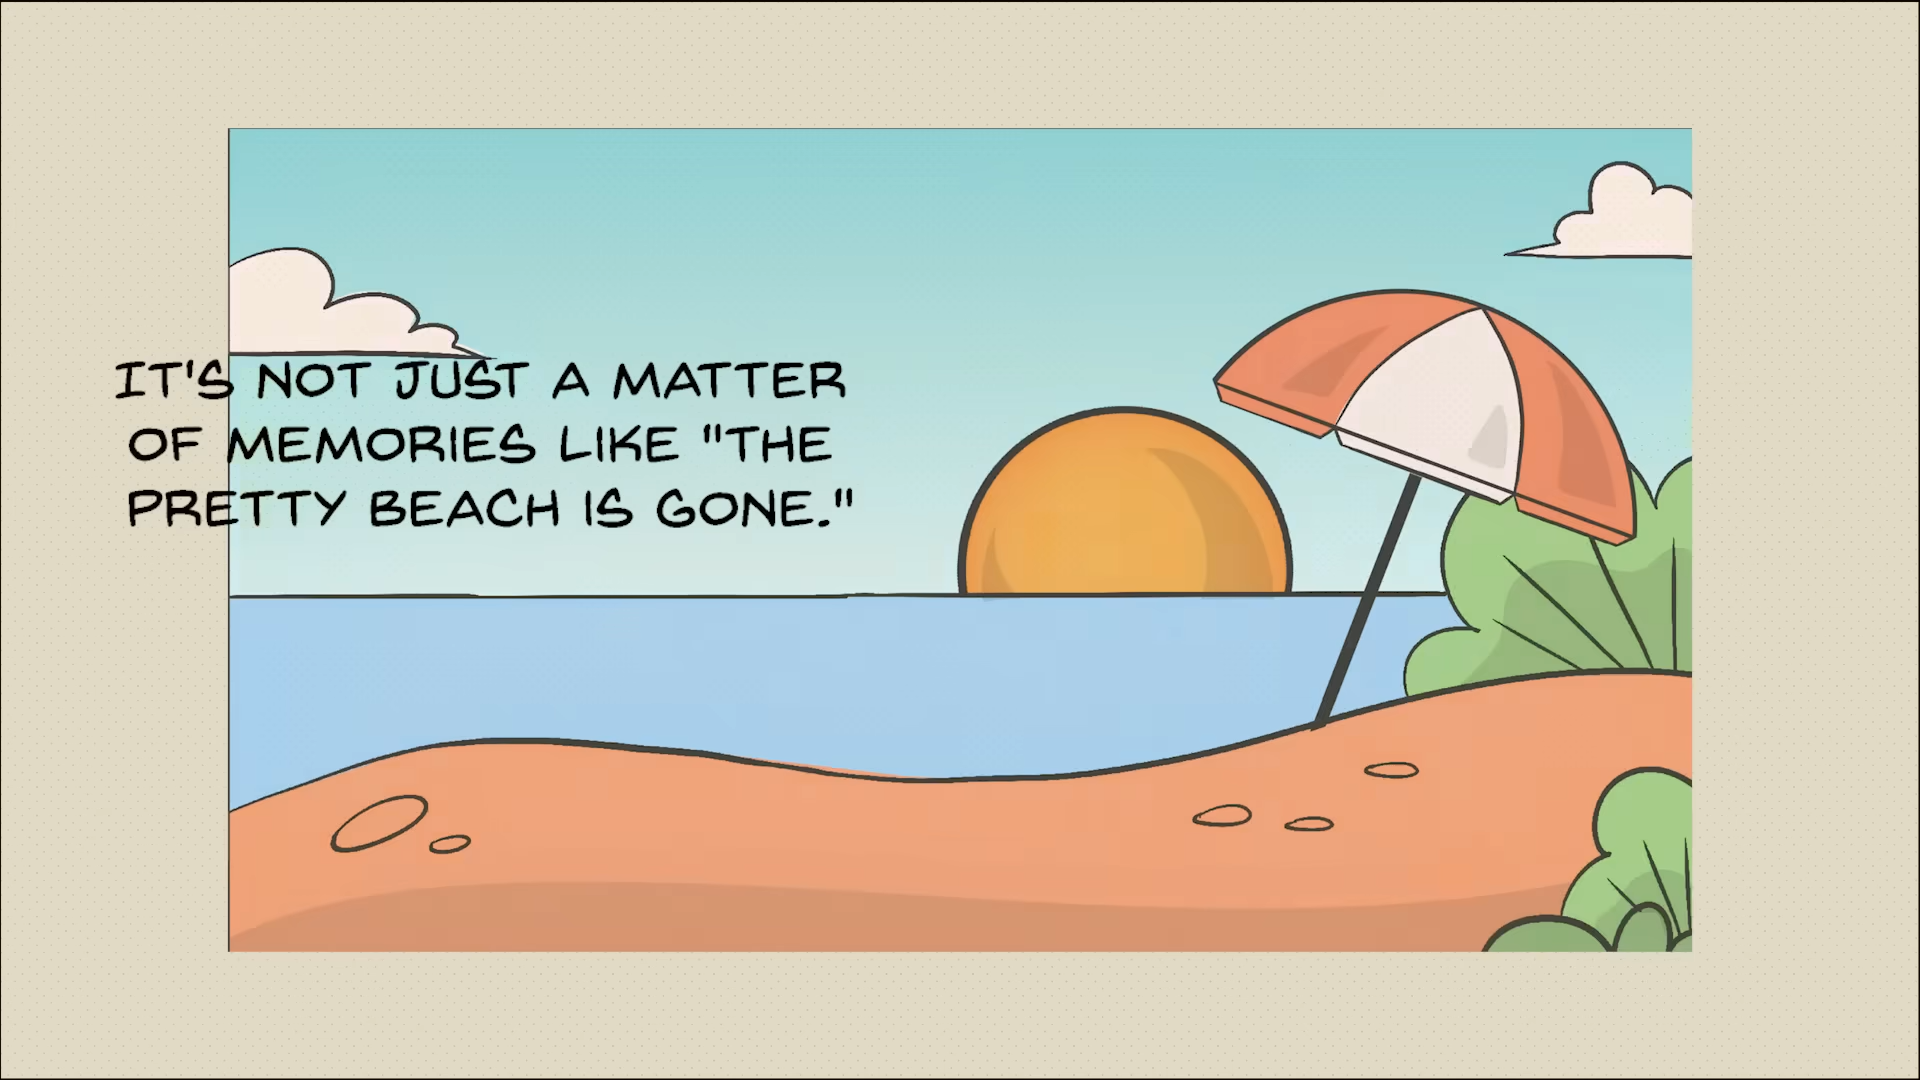 IT'S NOT JUST A MATTER
OF MEMORIES LIKE "THE
PRETTY BEACH IS GONE."